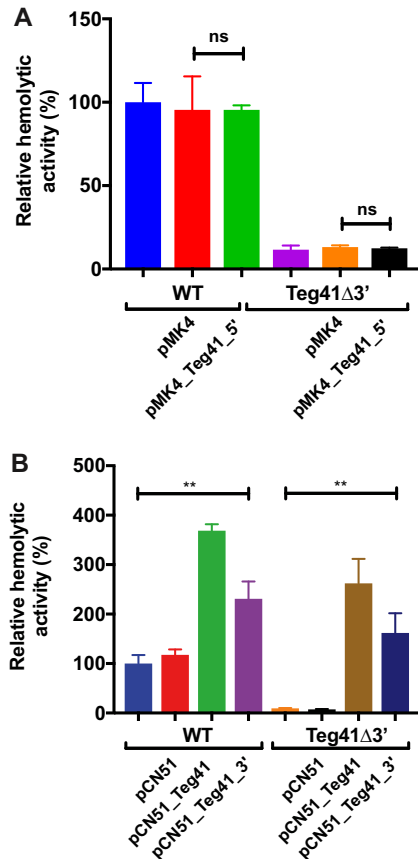 A
Relative hemolytic
activity (%)
150
100
50
0
ns
ns
WT
Teg41Δ3'
pMK4
pMK4_Teg41_5'
pMK4
pMK4_Teg41_5'
B
Relative hemolytic
activity (%)
500
400
300
200
100
0
**
**
WT
Teg41Δ3'
pCN51
pCN51_Teg41
pCN51_Teg41_3'
pCN51
pCN51_Teg41
pCN51_Teg41_3'